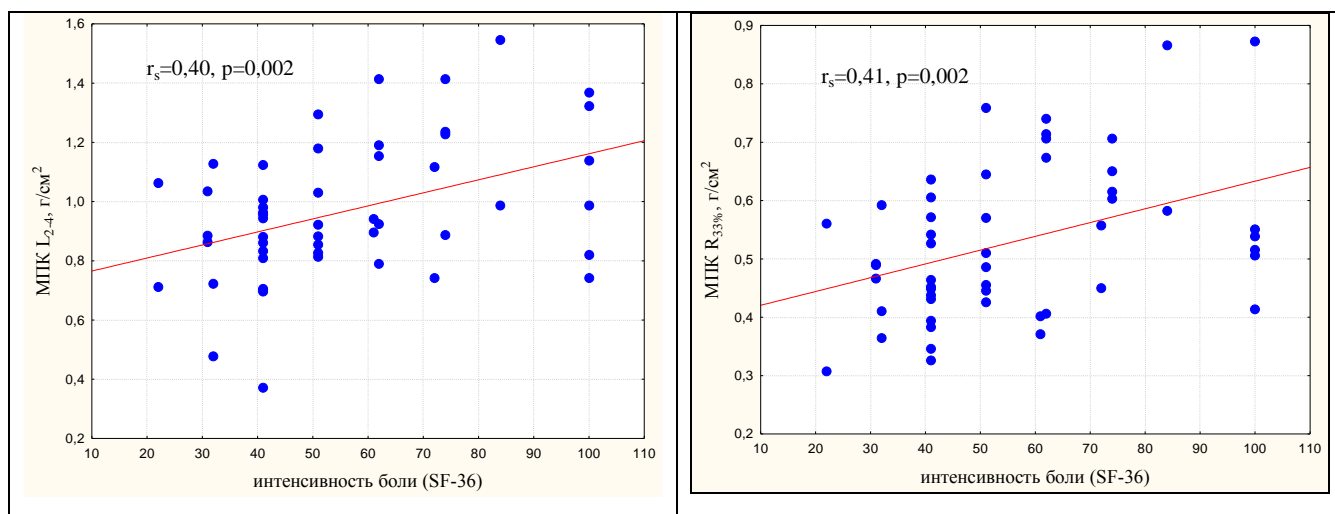 1,6
1,4
1,2
1,0
0,8
0,6
0,4
0,2
МПК L2-4, г/см²
rs=0,40, p=0,002
10 20 30 40 50 60 70 80 90 100 110
интенсивность боли (SF-36)
0,9
0,8
0,7
0,6
0,5
0,4
0,3
0,2
МПК R33%, г/см²
rs=0,41, p=0,002
10 20 30 40 50 60 70 80 90 100 110
интенсивность боли (SF-36)